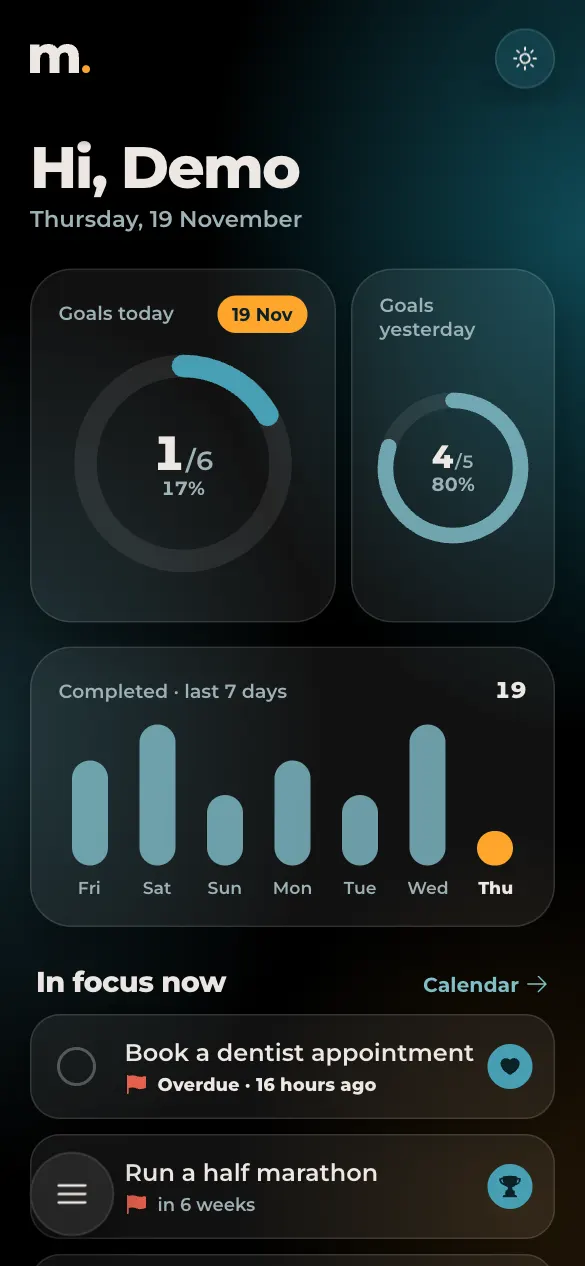 m.
Hi, Demo
Thursday, 19 November
Goals today
19 Nov
1/6
17%
Goals
yesterday
4/5
80%
Completed · last 7 days
19
Fri Sat Sun Mon Tue Wed Thu
In focus now
Calendar →
Book a dentist appointment
Overdue · 16 hours ago
Run a half marathon
in 6 weeks